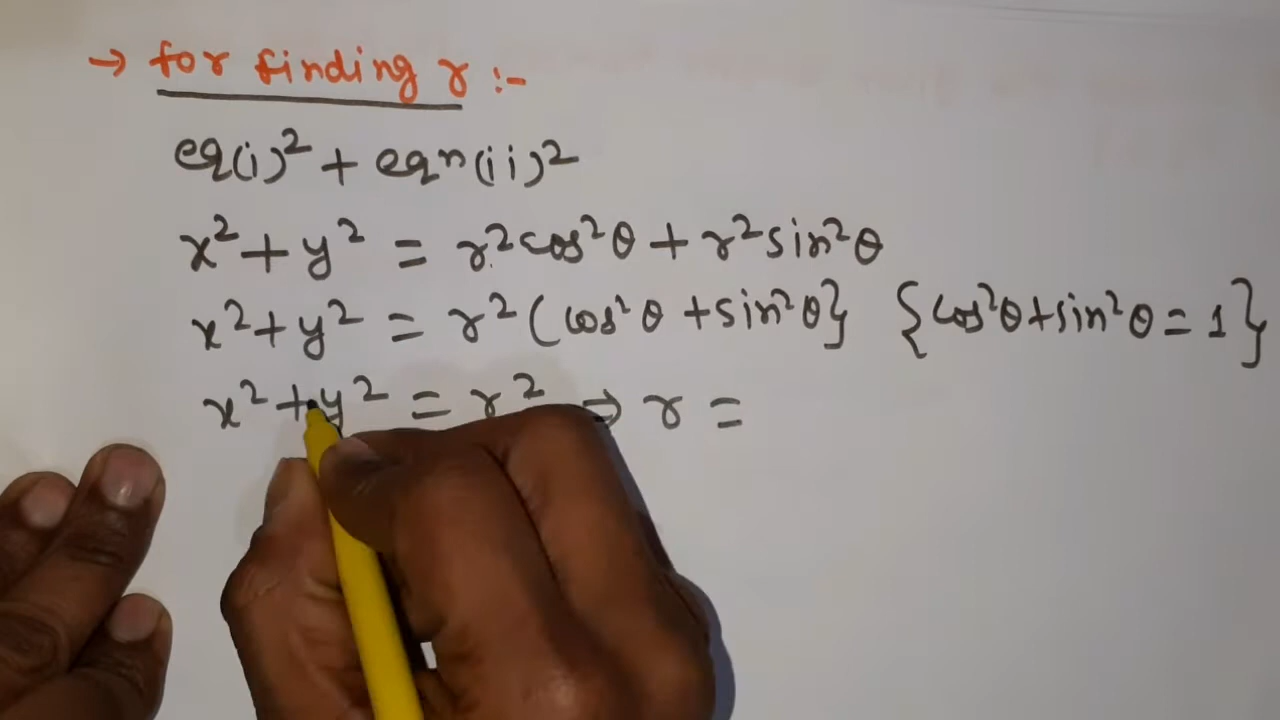 → for finding r :-
eq(i)² + eqⁿ(ii)²
x² + y² = r²cos²θ + r²sin²θ
x² + y² = r²(cos²θ + sin²θ} {cos²θ + sin²θ = 1}
x² + y² = r² ⇒ r =